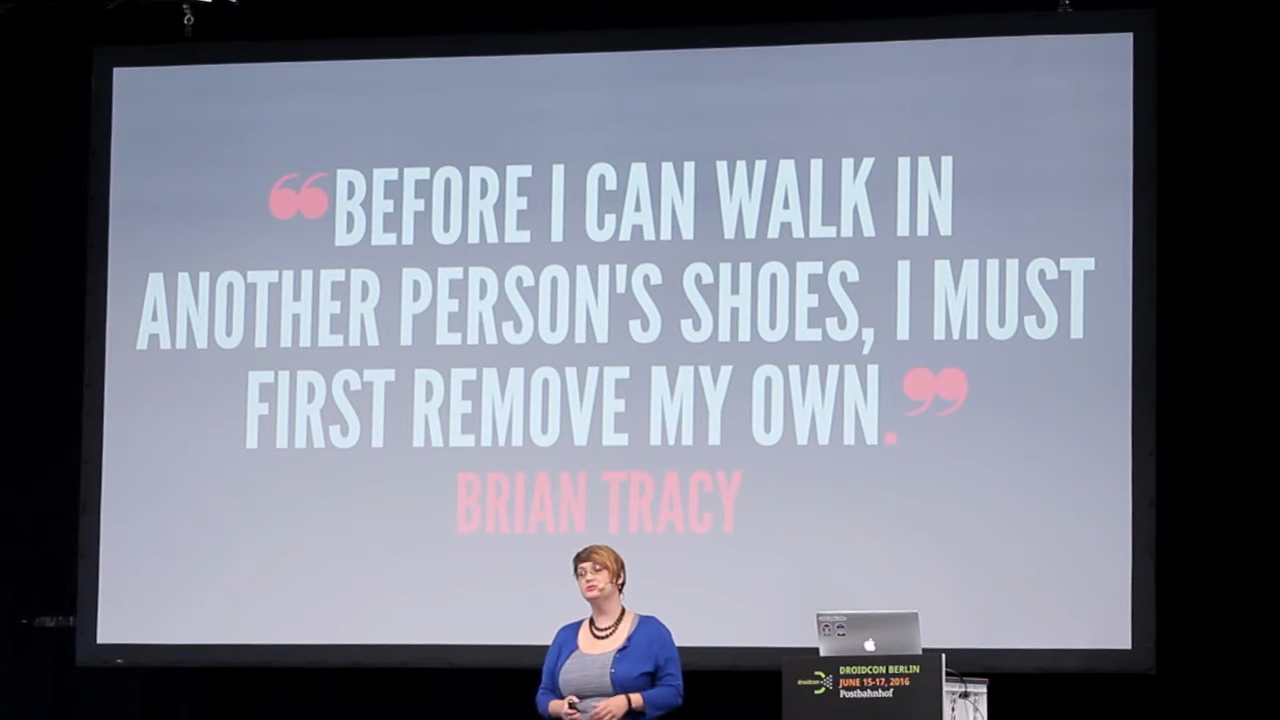 “BEFORE I CAN WALK IN
ANOTHER PERSON'S SHOES, I MUST
FIRST REMOVE MY OWN.”
BRIAN TRACY
droidcon
DROIDCON BERLIN
JUNE 15-17, 2016
Postbahnhof